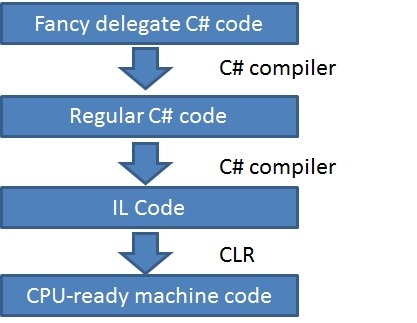 Fancy delegate C# code
C# compiler
Regular C# code
C# compiler
IL Code
CLR
CPU-ready machine code